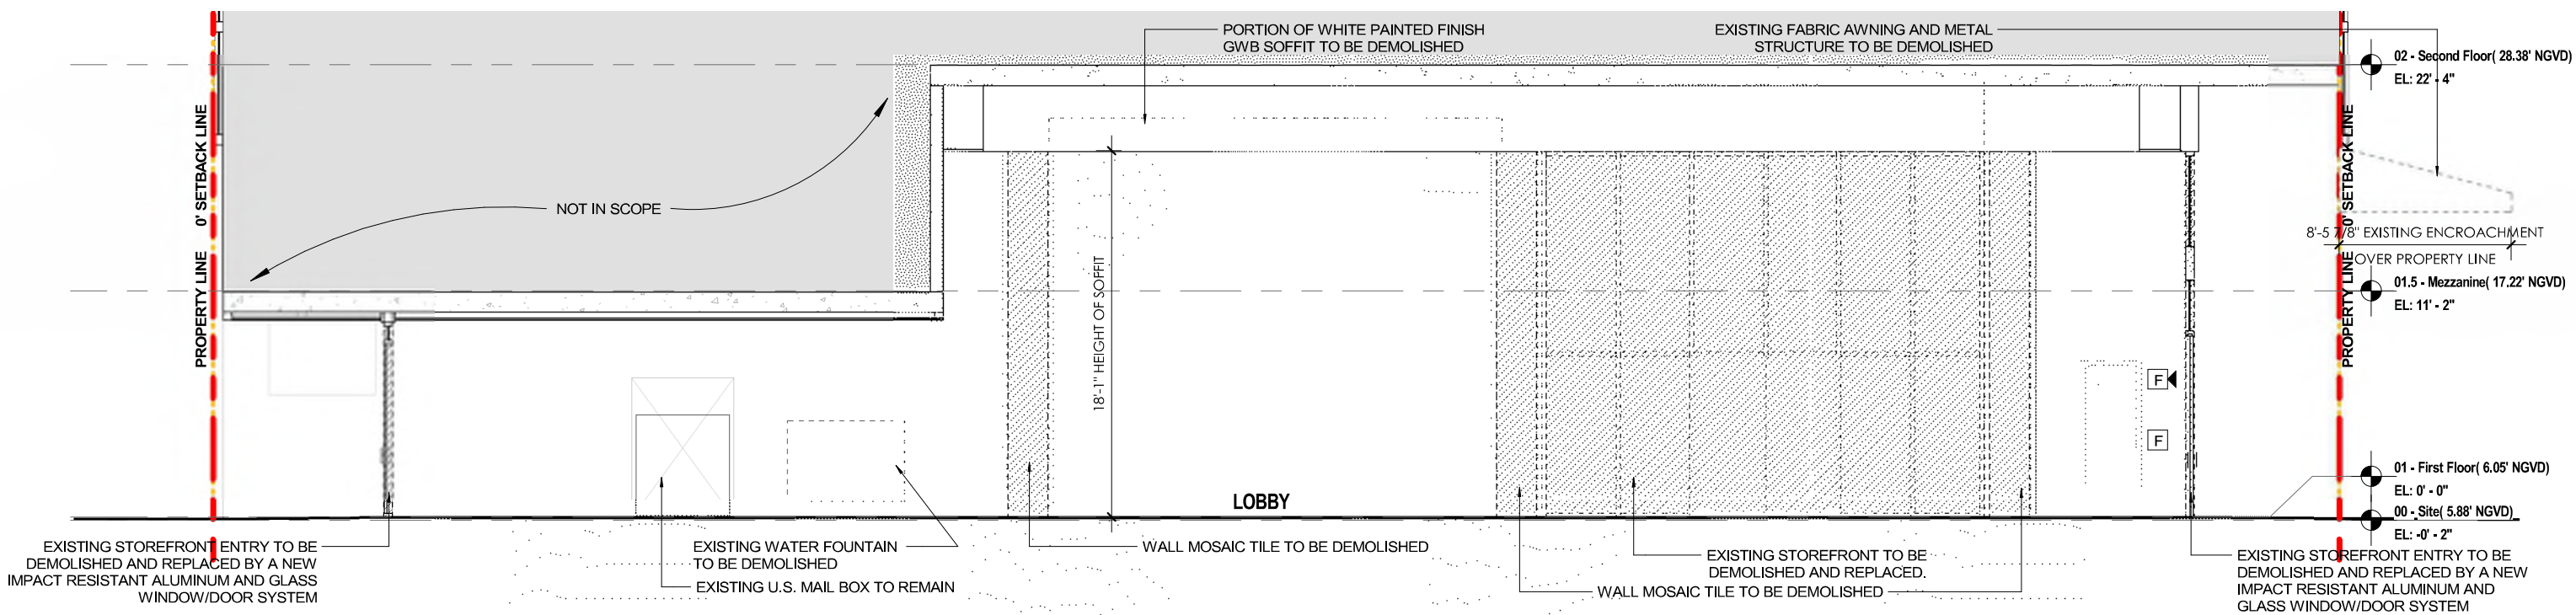 PORTION OF WHITE PAINTED FINISH
GWB SOFFIT TO BE DEMOLISHED
EXISTING FABRIC AWNING AND METAL
STRUCTURE TO BE DEMOLISHED
02 - Second Floor( 28.38' NGVD)
EL: 22' - 4"
PROPERTY LINE 0' SETBACK LINE
NOT IN SCOPE
18'-1" HEIGHT OF SOFFIT
PROPERTY LINE 0' SETBACK LINE
8'-5 7/8" EXISTING ENCROACHMENT
OVER PROPERTY LINE
01.5 - Mezzanine( 17.22' NGVD)
EL: 11' - 2"
F
F
LOBBY
01 - First Floor( 6.05' NGVD)
EL: 0' - 0"
00 - Site( 5.88' NGVD)
EL: -0' - 2"
EXISTING STOREFRONT ENTRY TO BE
DEMOLISHED AND REPLACED BY A NEW
IMPACT RESISTANT ALUMINUM AND GLASS
WINDOW/DOOR SYSTEM
EXISTING WATER FOUNTAIN
TO BE DEMOLISHED
EXISTING U.S. MAIL BOX TO REMAIN
WALL MOSAIC TILE TO BE DEMOLISHED
EXISTING STOREFRONT TO BE
DEMOLISHED AND REPLACED.
WALL MOSAIC TILE TO BE DEMOLISHED
EXISTING STOREFRONT ENTRY TO BE
DEMOLISHED AND REPLACED BY A NEW
IMPACT RESISTANT ALUMINUM AND
GLASS WINDOW/DOOR SYSTEM